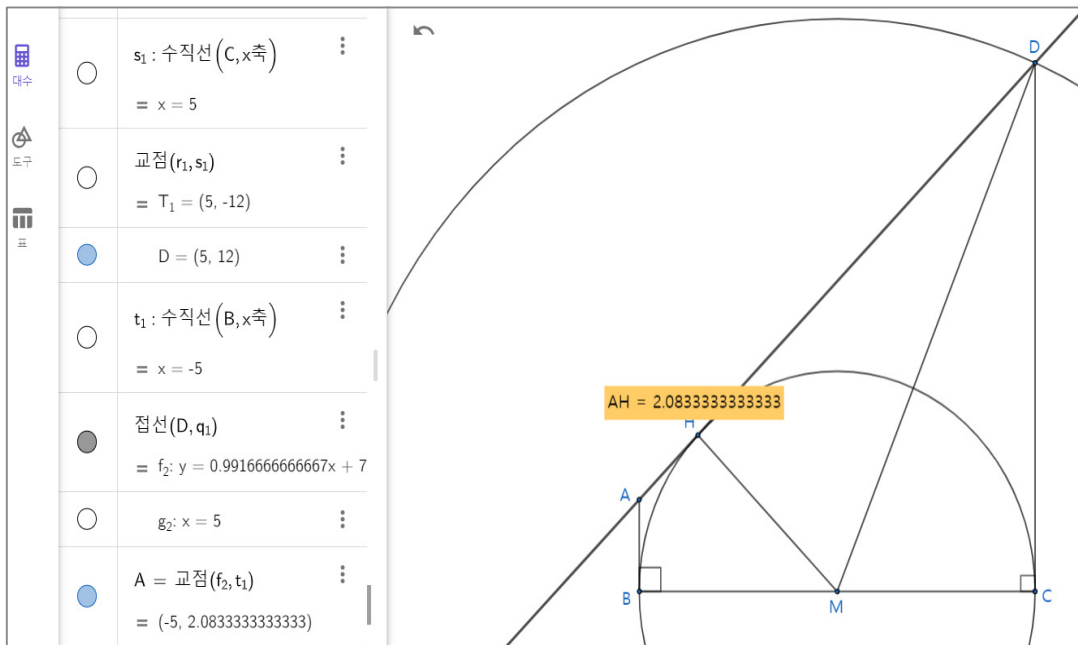 대수
도구
표
s₁ : 수직선(C, x축)
= x = 5
교점(r₁, s₁)
= T₁ = (5, -12)
D = (5, 12)
t₁ : 수직선(B, x축)
= x = -5
접선(D, q₁)
= f₂: y = 0.9916666666667x + 7
g₂: x = 5
A = 교점(f₂, t₁)
= (-5, 2.0833333333333)
D
AH = 2.0833333333333
H
A
B
M
C